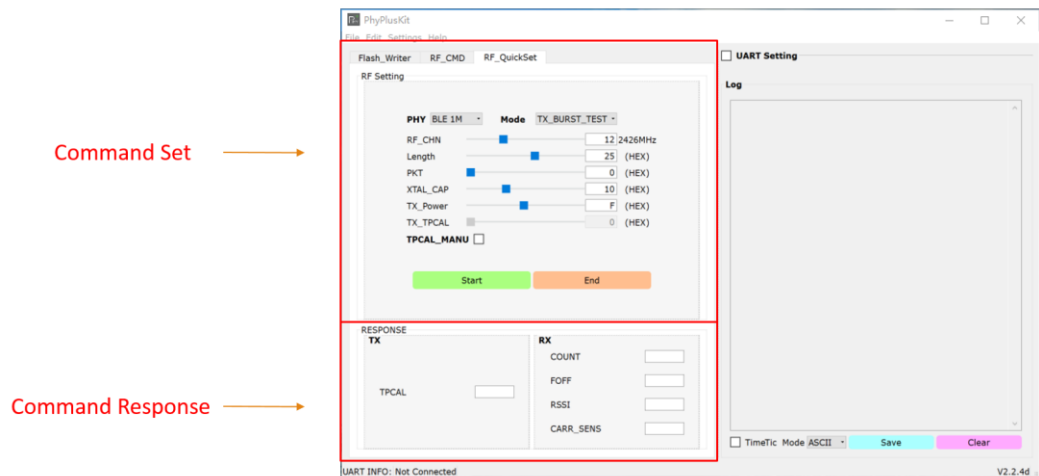 PhyPlusKit
File Edit Settings Help
Flash_Writer RF_CMD RF_QuickSet
RF Setting
PHY BLE 1M Mode TX_BURST_TEST
RF_CHN 12 2426MHz
Length 25 (HEX)
PKT 0 (HEX)
XTAL_CAP 10 (HEX)
TX_Power F (HEX)
TX_TPCAL 0 (HEX)
TPCAL_MANU
Start End
Command Set
RESPONSE
TX
TPCAL
RX
COUNT
FOFF
RSSI
CARR_SENS
Command Response
UART Setting
Log
TimeTic Mode ASCII Save Clear
UART INFO: Not Connected
V2.2.4d